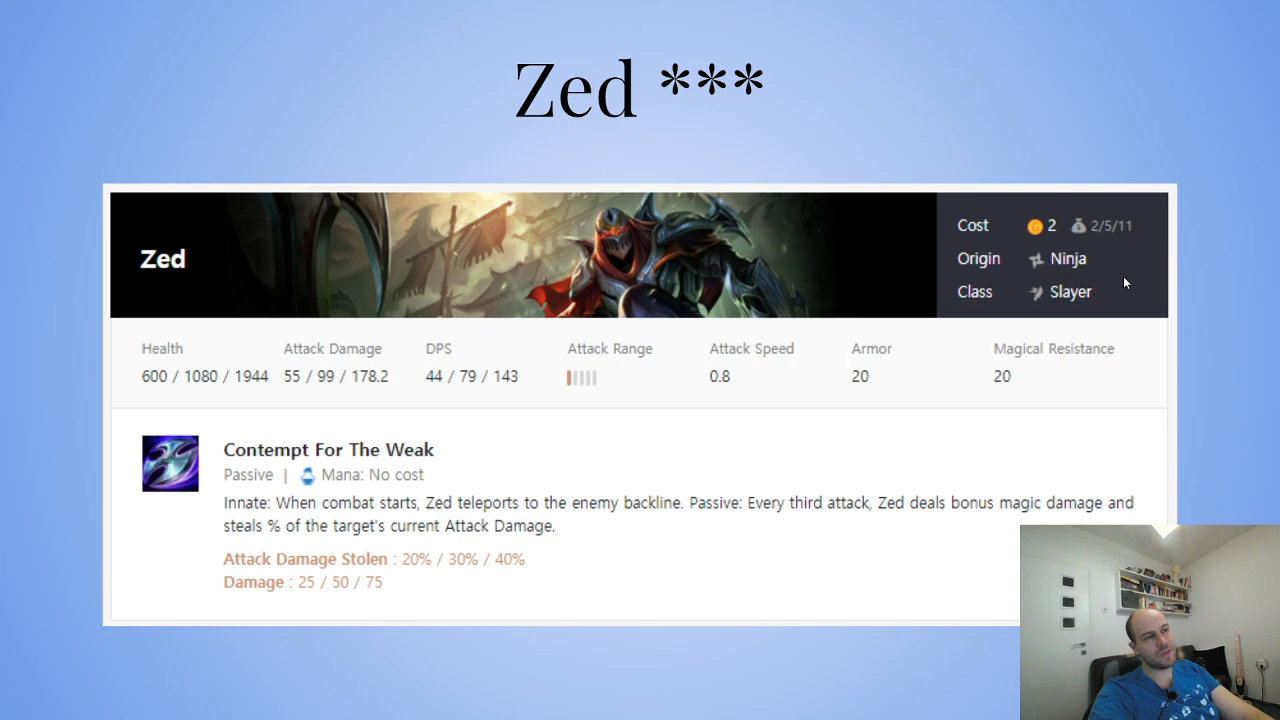 Zed ***
Zed
Cost 2 2/5/11
Origin Ninja
Class Slayer
Health Attack Damage DPS Attack Range Attack Speed Armor Magical Resistance
600 / 1080 / 1944 55 / 99 / 178.2 44 / 79 / 143 0.8 20 20
Contempt For The Weak
Passive | Mana: No cost
Innate: When combat starts, Zed teleports to the enemy backline. Passive: Every third attack, Zed deals bonus magic damage and
steals % of the target's current Attack Damage.
Attack Damage Stolen : 20% / 30% / 40%
Damage : 25 / 50 / 75